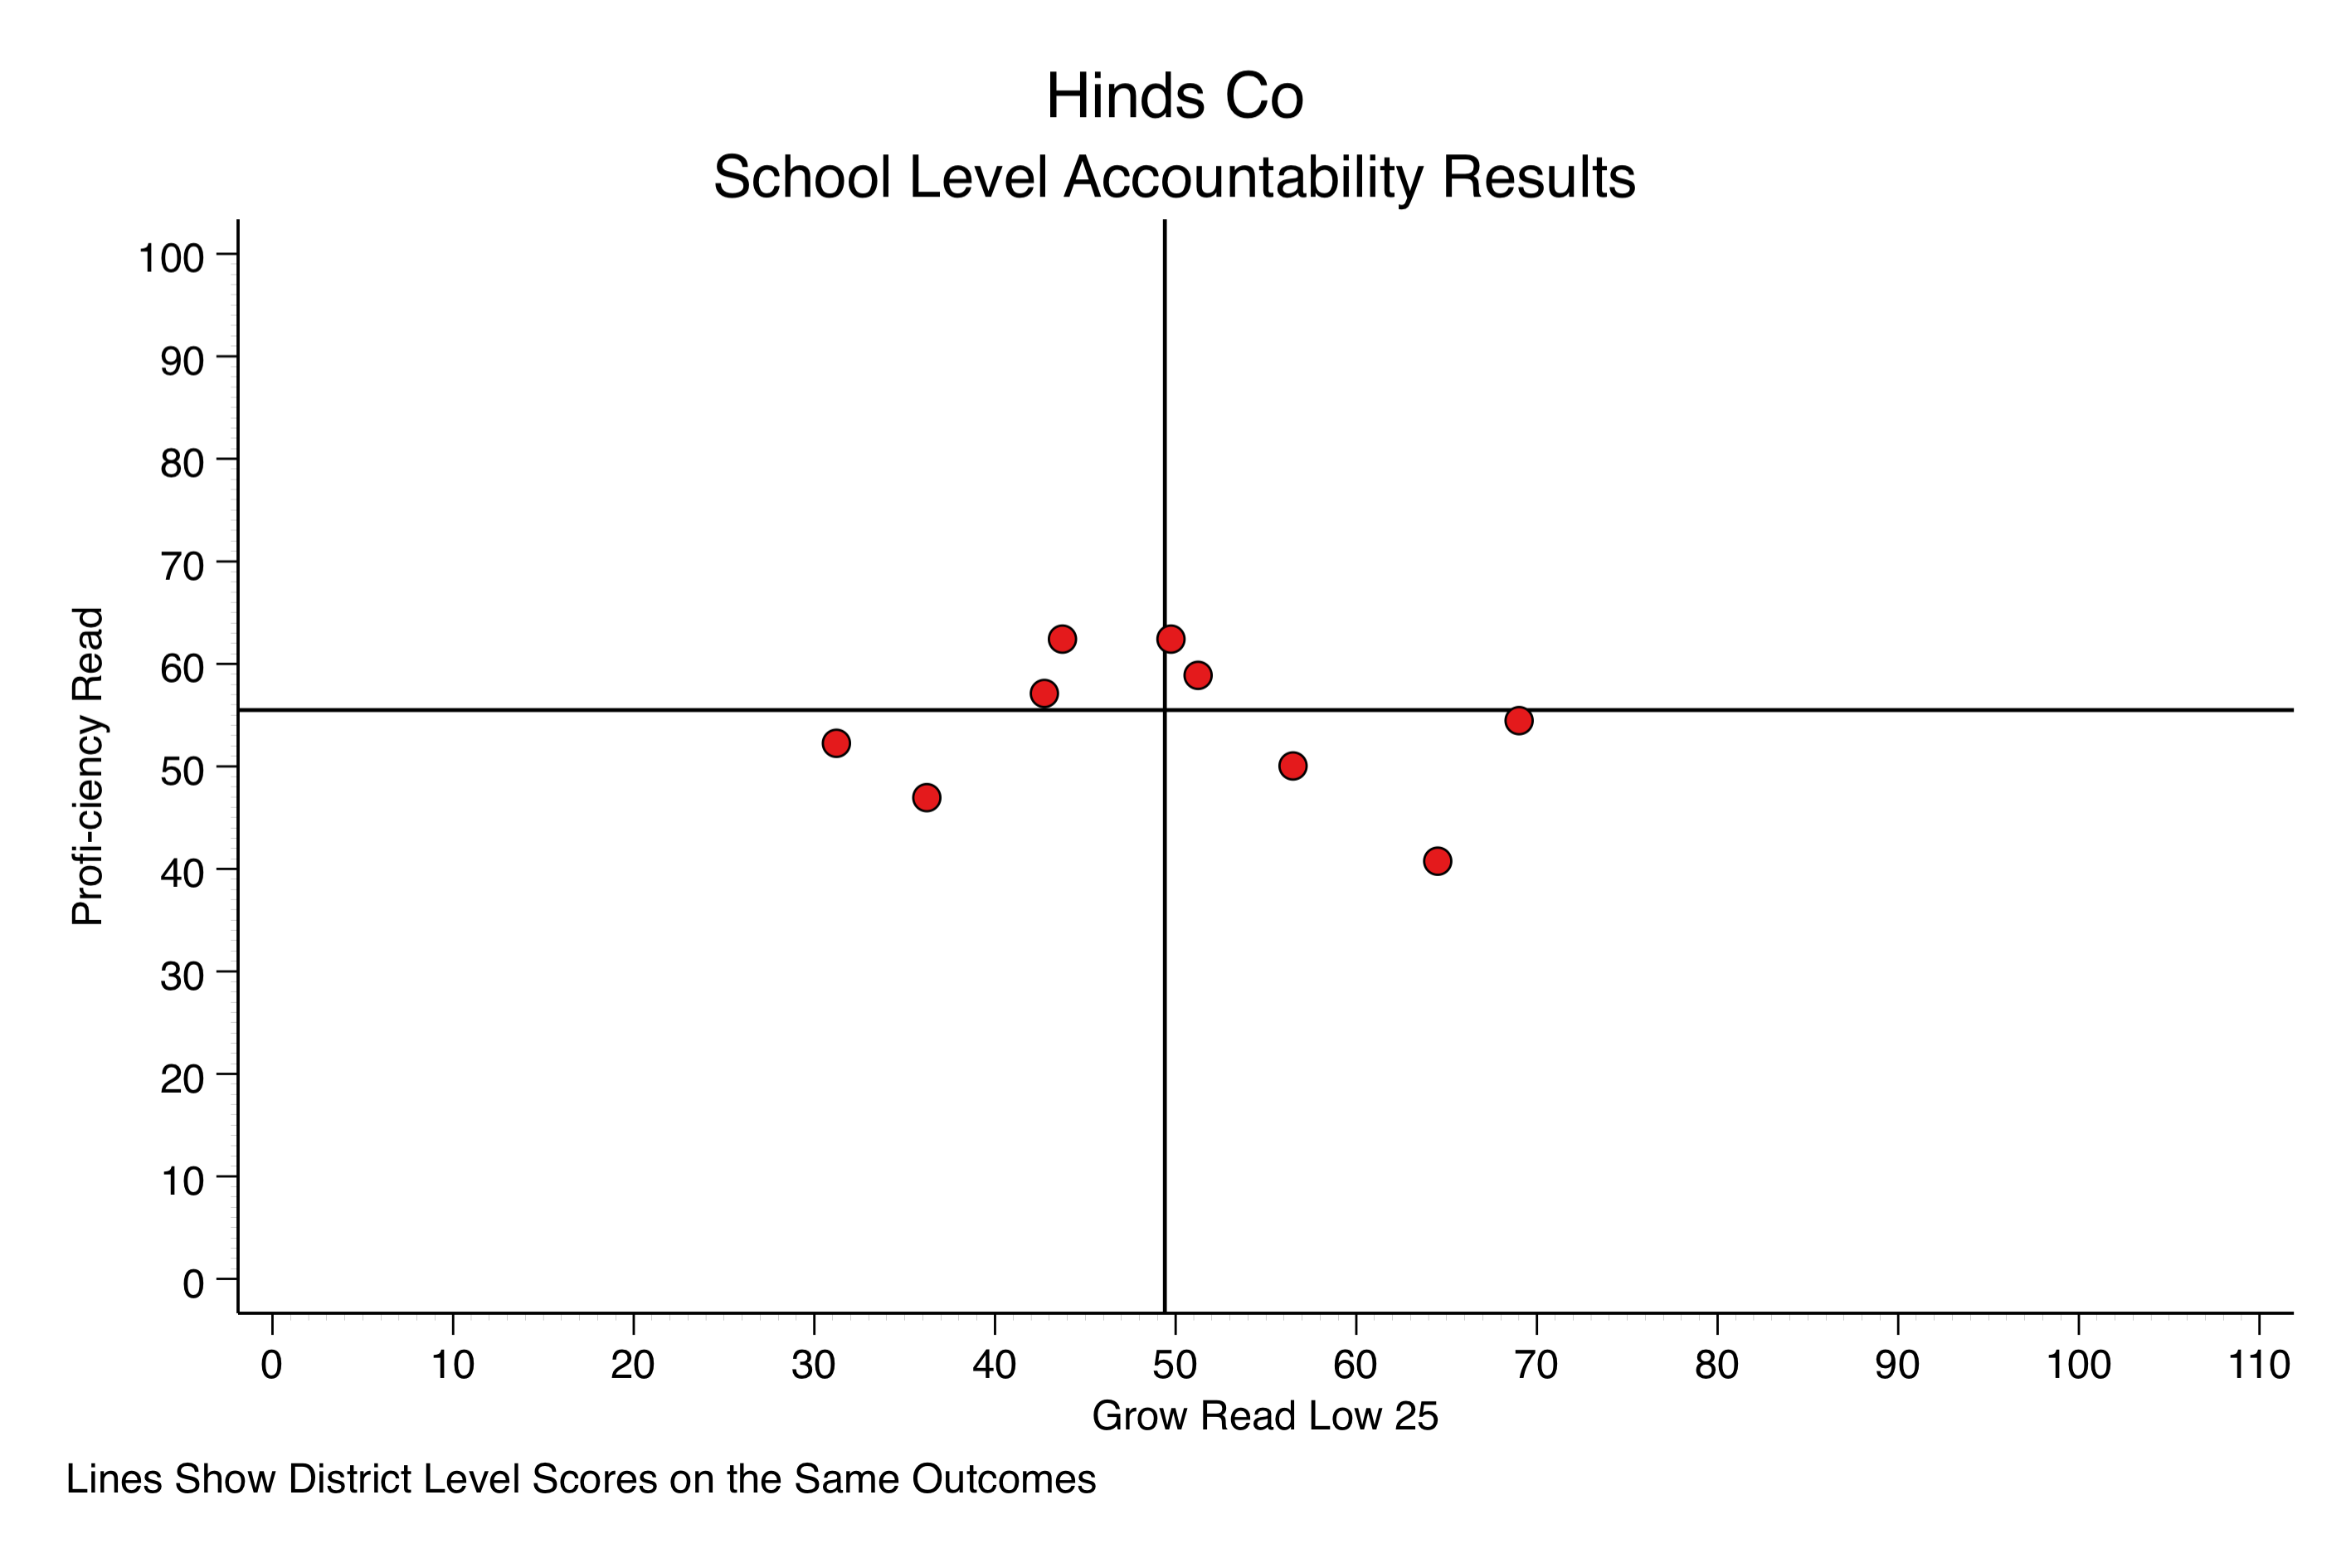 Hinds Co
School Level Accountability Results
100
90
80
70
60
50
40
30
20
10
0
Profi-ciency Read
0 10 20 30 40 50 60 70 80 90 100 110
Grow Read Low 25
Lines Show District Level Scores on the Same Outcomes